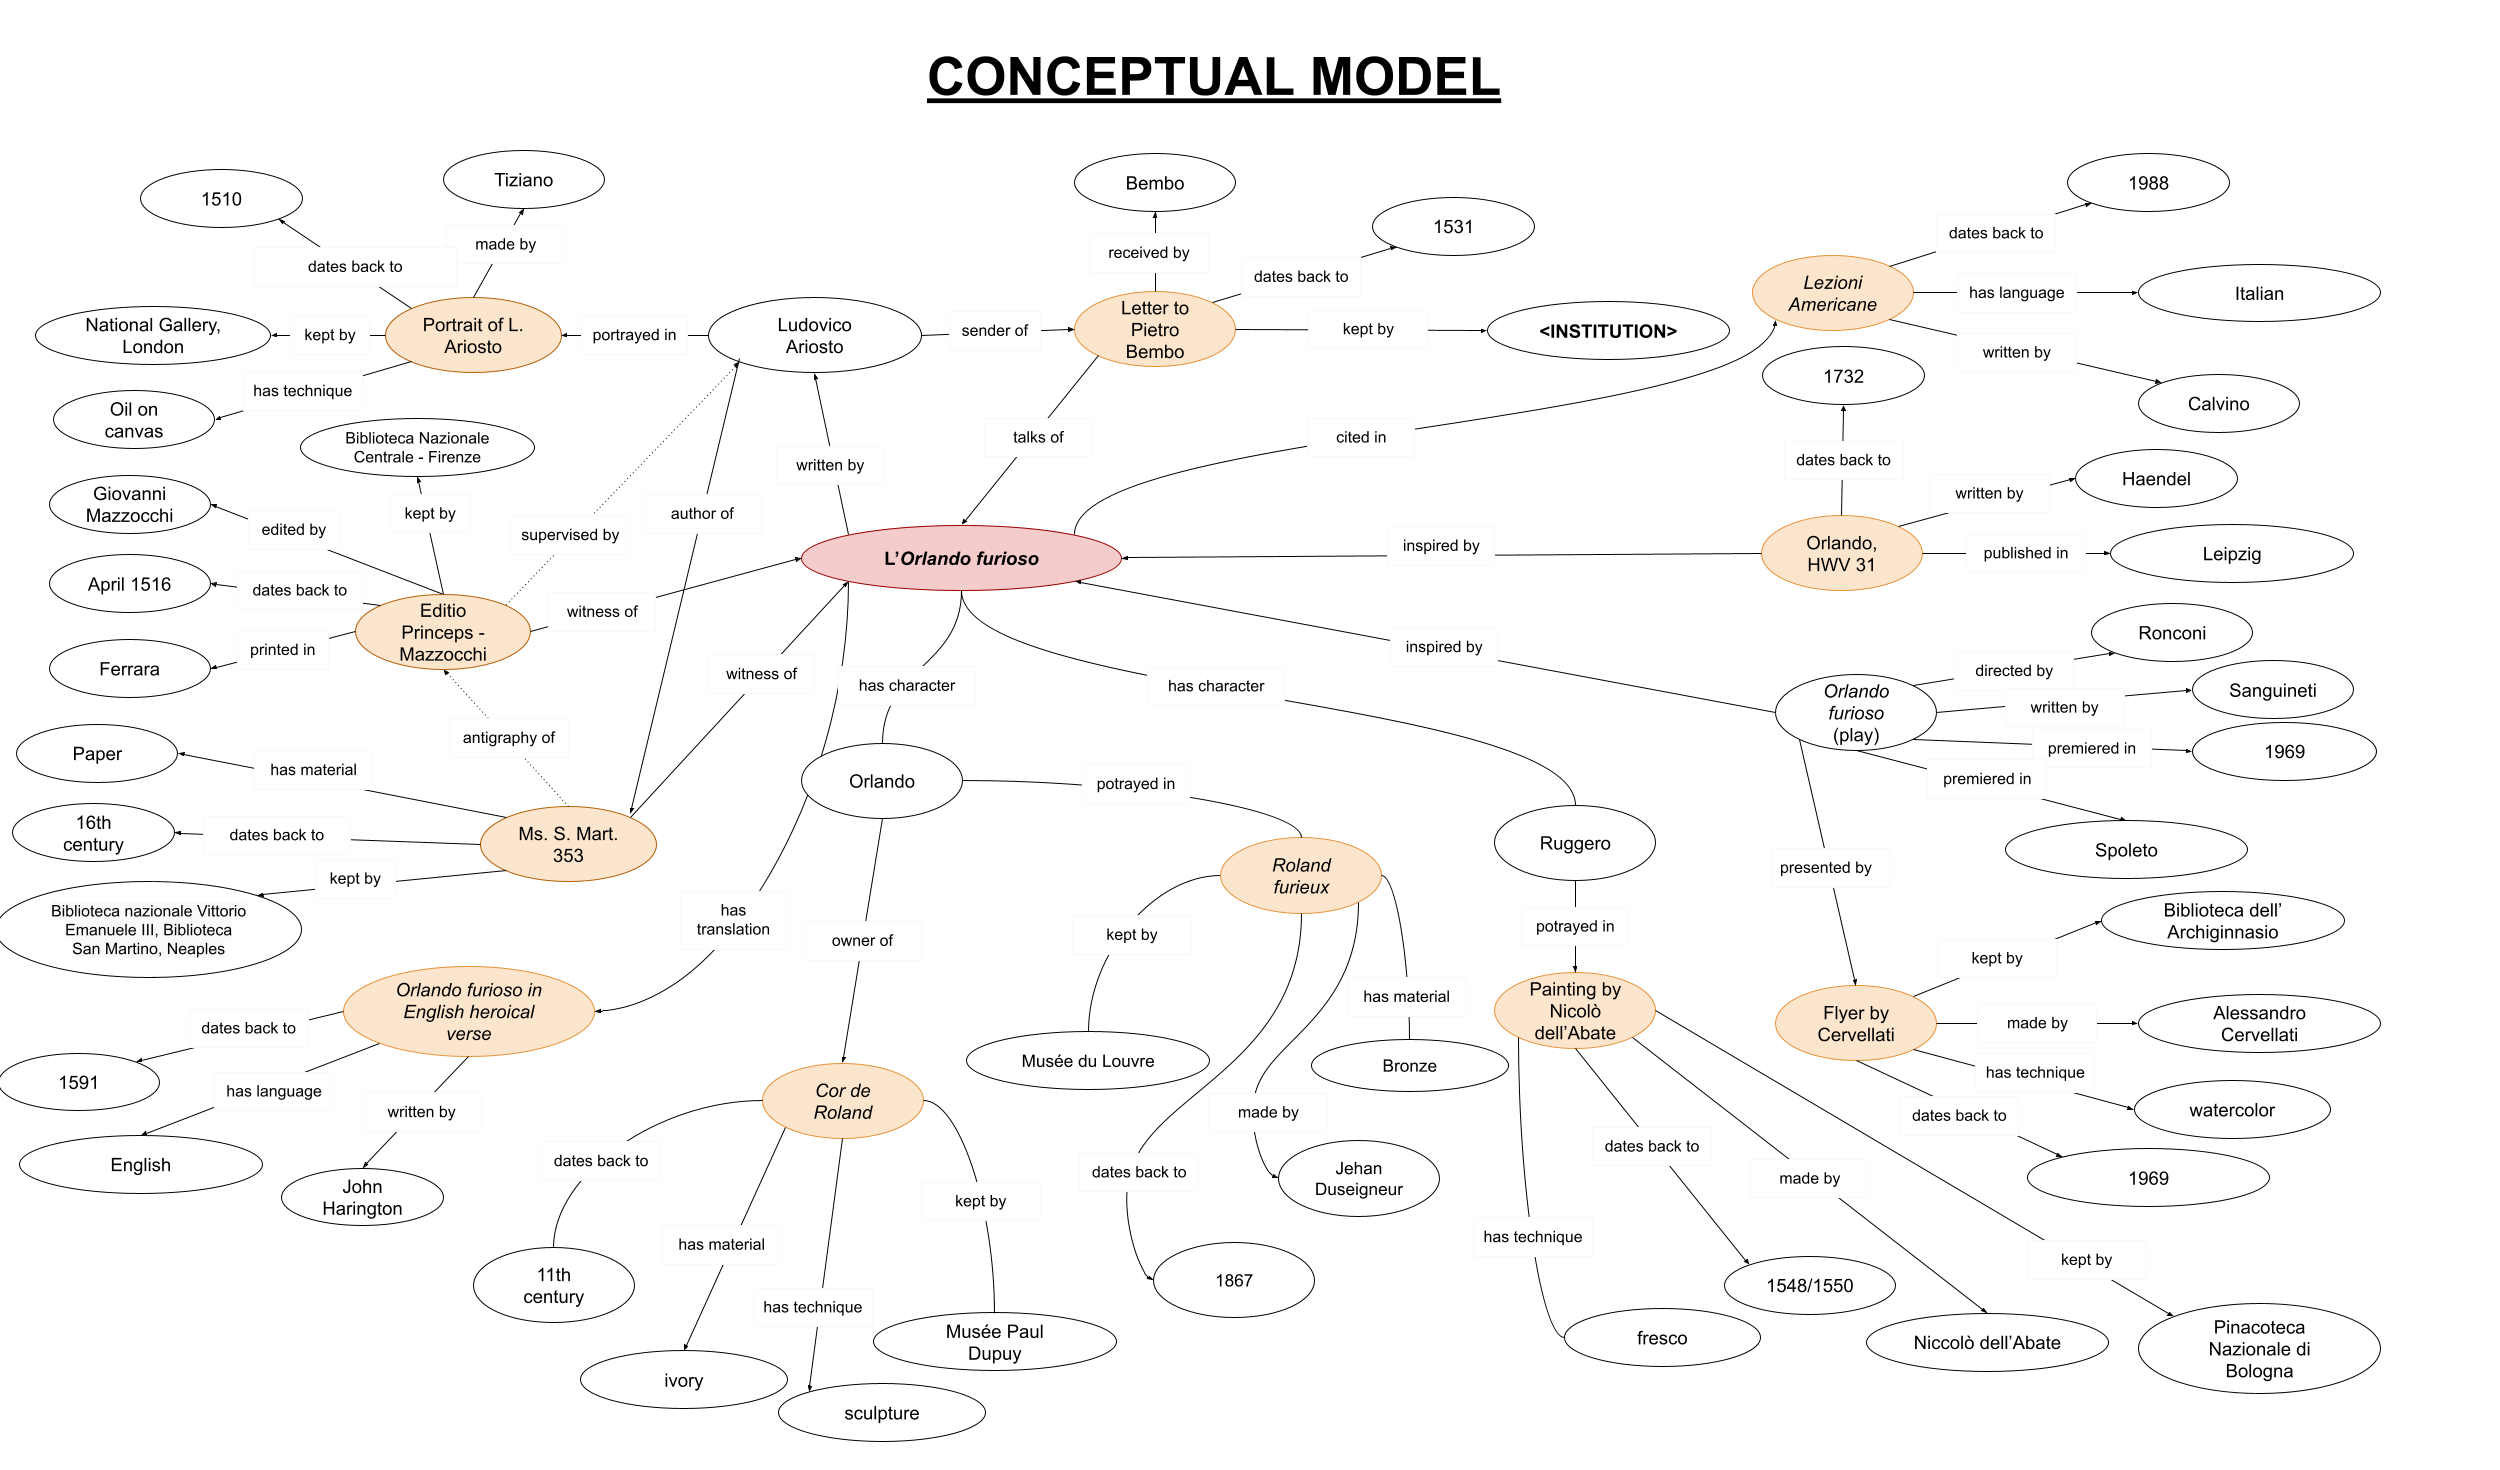 CONCEPTUAL MODEL
1510
Tiziano
made by
dates back to
National Gallery,
London
kept by
Portrait of L.
Ariosto
portrayed in
Ludovico
Ariosto
has technique
Oil on
canvas
sender of
Bembo
received by
1531
dates back to
Letter to
Pietro
Bembo
kept by
<INSTITUTION>
talks of
1988
dates back to
Lezioni
Americane
has language
Italian
written by
Calvino
cited in
1732
dates back to
written by
Haendel
Orlando,
HWV 31
published in
Leipzig
inspired by
Biblioteca Nazionale
Centrale - Firenze
Giovanni
Mazzocchi
edited by
kept by
supervised by
author of
written by
L'Orlando furioso
April 1516
dates back to
Editio
Princeps -
Mazzocchi
witness of
printed in
Ferrara
witness of
has character
has character
inspired by
Ronconi
directed by
Orlando
furioso
(play)
Sanguineti
written by
premiered in
1969
premiered in
Spoleto
presented by
antigraphy of
Paper
has material
16th
century
dates back to
Ms. S. Mart.
353
kept by
Biblioteca nazionale Vittorio
Emanuele III, Biblioteca
San Martino, Neaples
Orlando
potrayed in
Roland
furieux
Ruggero
potrayed in
has
translation
owner of
kept by
has material
Musée du Louvre
Bronze
made by
Jehan
Duseigneur
dates back to
1867
Orlando furioso in
English heroical
verse
dates back to
1591
has language
English
written by
John
Harington
Cor de
Roland
dates back to
11th
century
has material
ivory
has technique
sculpture
kept by
Musée Paul
Dupuy
Painting by
Nicolò
dell'Abate
has technique
fresco
dates back to
1548/1550
made by
Niccolò dell'Abate
kept by
Pinacoteca
Nazionale di
Bologna
Flyer by
Cervellati
kept by
Biblioteca dell'
Archiginnasio
made by
Alessandro
Cervellati
has technique
watercolor
dates back to
1969